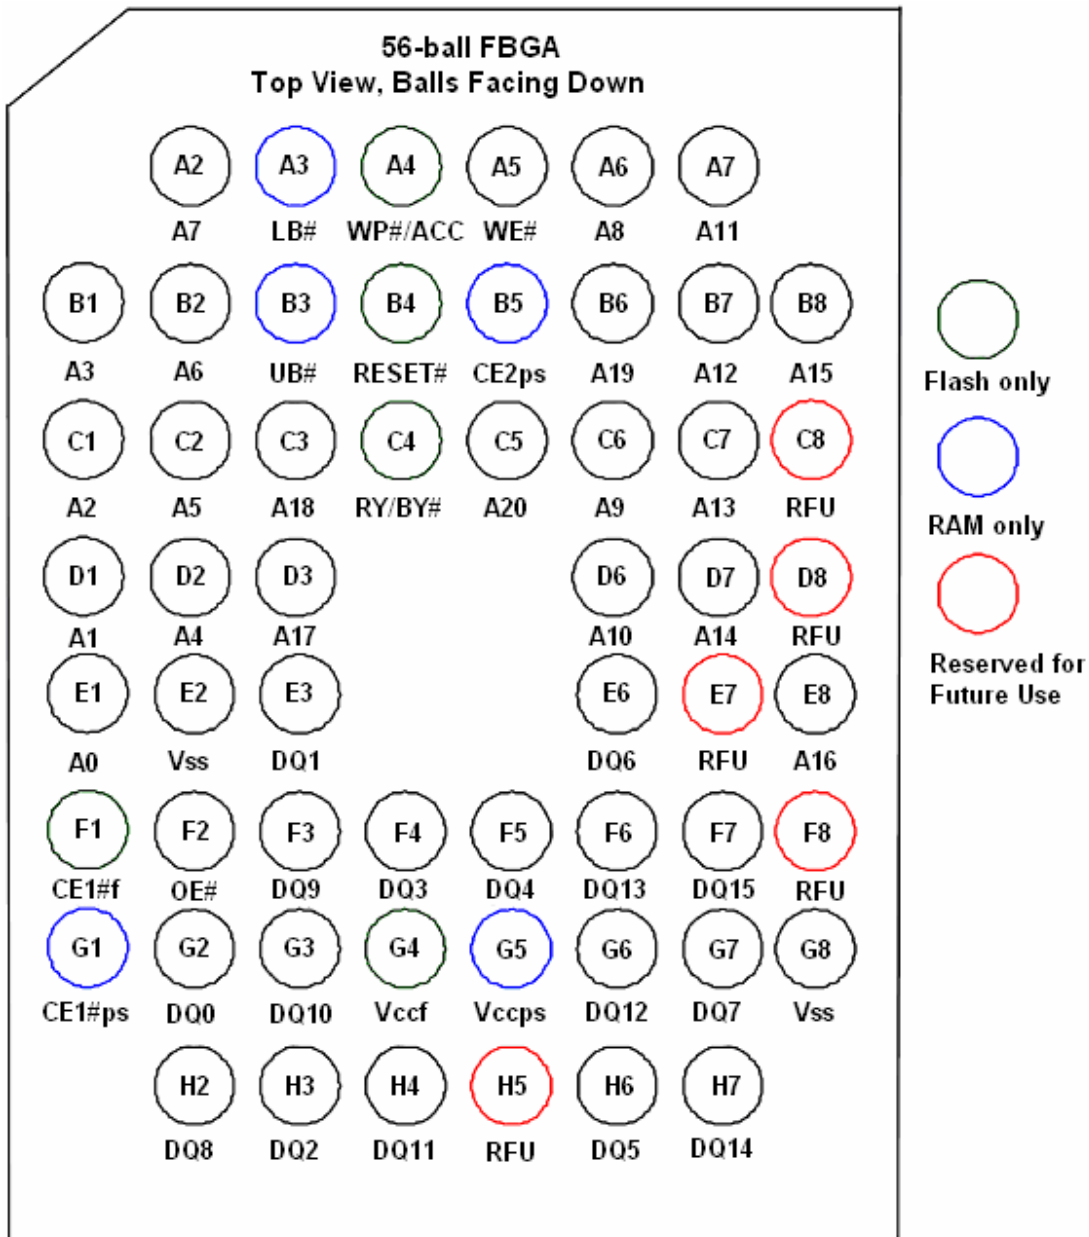 56-ball FBGA
Top View, Balls Facing Down
A2 A3 A4 A5 A6 A7
A7 LB# WP#/ACC WE# A8 A11
B1 B2 B3 B4 B5 B6 B7 B8
A3 A6 UB# RESET# CE2ps A19 A12 A15
C1 C2 C3 C4 C5 C6 C7 C8
A2 A5 A18 RY/BY# A20 A9 A13 RFU
D1 D2 D3 D6 D7 D8
A1 A4 A17 A10 A14 RFU
E1 E2 E3 E6 E7 E8
A0 Vss DQ1 DQ6 RFU A16
F1 F2 F3 F4 F5 F6 F7 F8
CE1#f OE# DQ9 DQ3 DQ4 DQ13 DQ15 RFU
G1 G2 G3 G4 G5 G6 G7 G8
CE1#ps DQ0 DQ10 Vccf Vccps DQ12 DQ7 Vss
H2 H3 H4 H5 H6 H7
DQ8 DQ2 DQ11 RFU DQ5 DQ14
Flash only
RAM only
Reserved for
Future Use